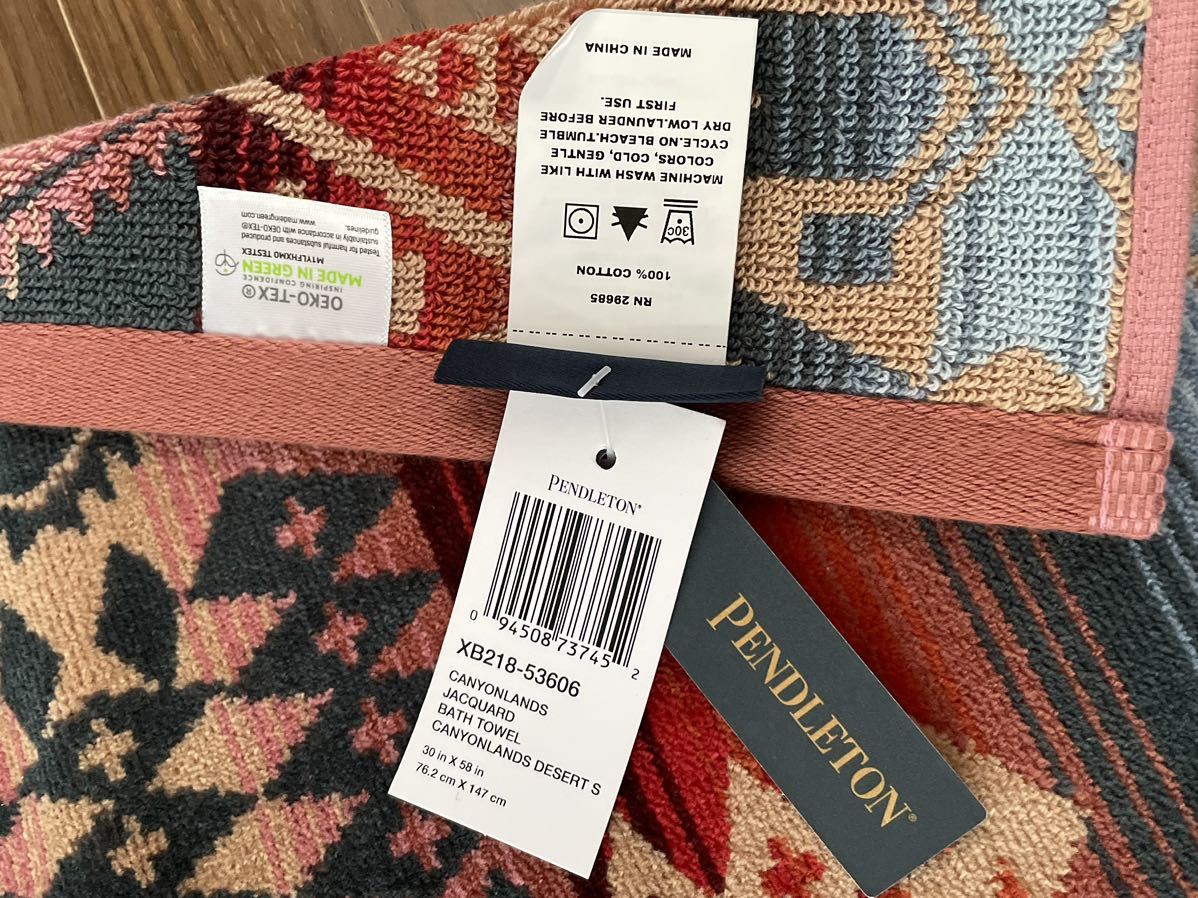 MADE IN CHINA
MACHINE WASH WITH LIKE
COLORS, COLD, GENTLE
CYCLE.NO BLEACH.TUMBLE
DRY LOW.LAUNDER BEFORE
FIRST USE.
30C
100% COTTON
RN 29685
OEKO-TEX®
INSPIRING CONFIDENCE
MADE IN GREEN
M1YLFHXM0 TESTEX
Tested for harmful substances and produced
sustainably in accordance with OEKO-TEX®
guidelines.
www.madeingreen.com
PENDLETON®
0 94508 73745 2
XB218-53606
CANYONLANDS
JACQUARD
BATH TOWEL
CANYONLANDS DESERT S
30 in X 58 in
76.2 cm X 147 cm
PENDLETON®